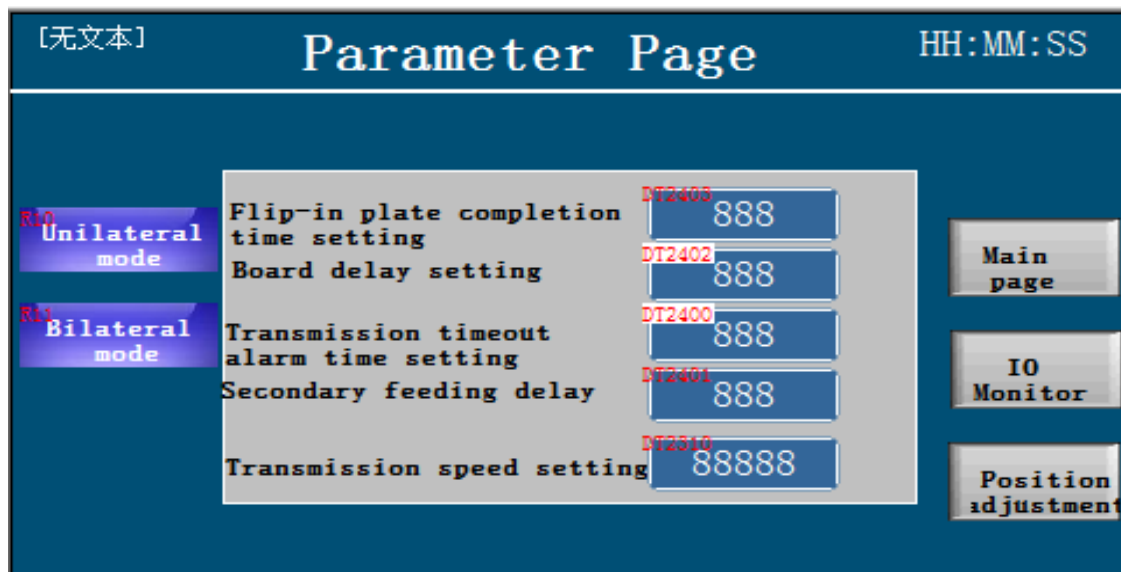 [无文本]
Parameter Page
HH:MM:SS
R10
Unilateral
mode
R11
Bilateral
mode
DT2403
Flip-in plate completion
time setting
888
DT2402
Board delay setting
888
DT2400
Transmission timeout
alarm time setting
888
DT2401
Secondary feeding delay
888
DT2310
Transmission speed setting
88888
Main
page
IO
Monitor
Position
adjustment